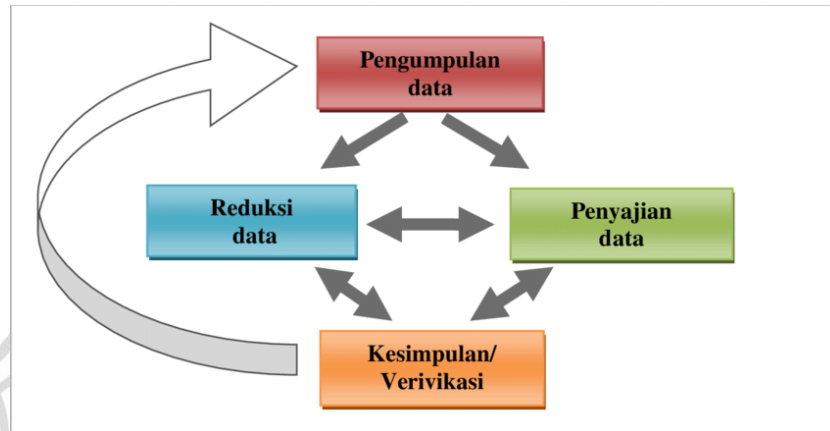 Pengumpulan
data
Reduksi
data
Penyajian
data
Kesimpulan/
Verivikasi